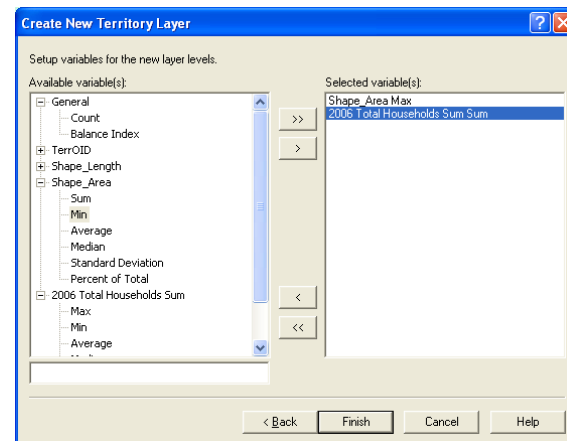 Create New Territory Layer
Setup variables for the new layer levels.
Available variable(s):
General
Count
Balance Index
TerrOID
Shape_Length
Shape_Area
Sum
Min
Average
Median
Standard Deviation
Percent of Total
2006 Total Households Sum
Max
Min
Average
>>
>
<
<<
Selected variable(s):
Shape_Area Max
2006 Total Households Sum Sum
< Back
Finish
Cancel
Help